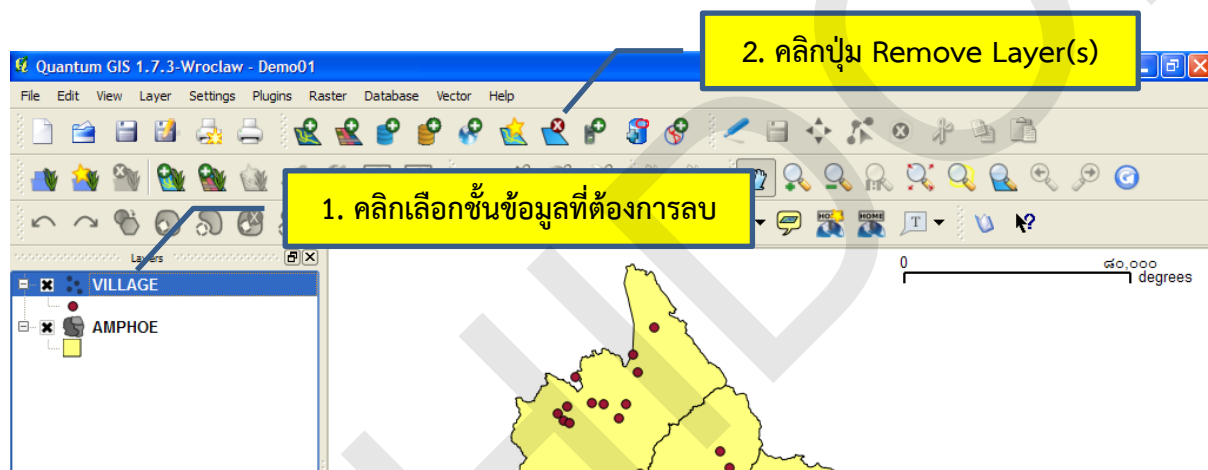 2. คลิกปุ่ม Remove Layer(s)
Quantum GIS 1.7.3-Wroclaw - Demo01
File Edit View Layer Settings Plugins Raster Database Vector Help
1. คลิกเลือกชั้นข้อมูลที่ต้องการลบ
HOME HOME T
Layers
0 ๘๐,๐๐๐
degrees
VILLAGE
AMPHOE